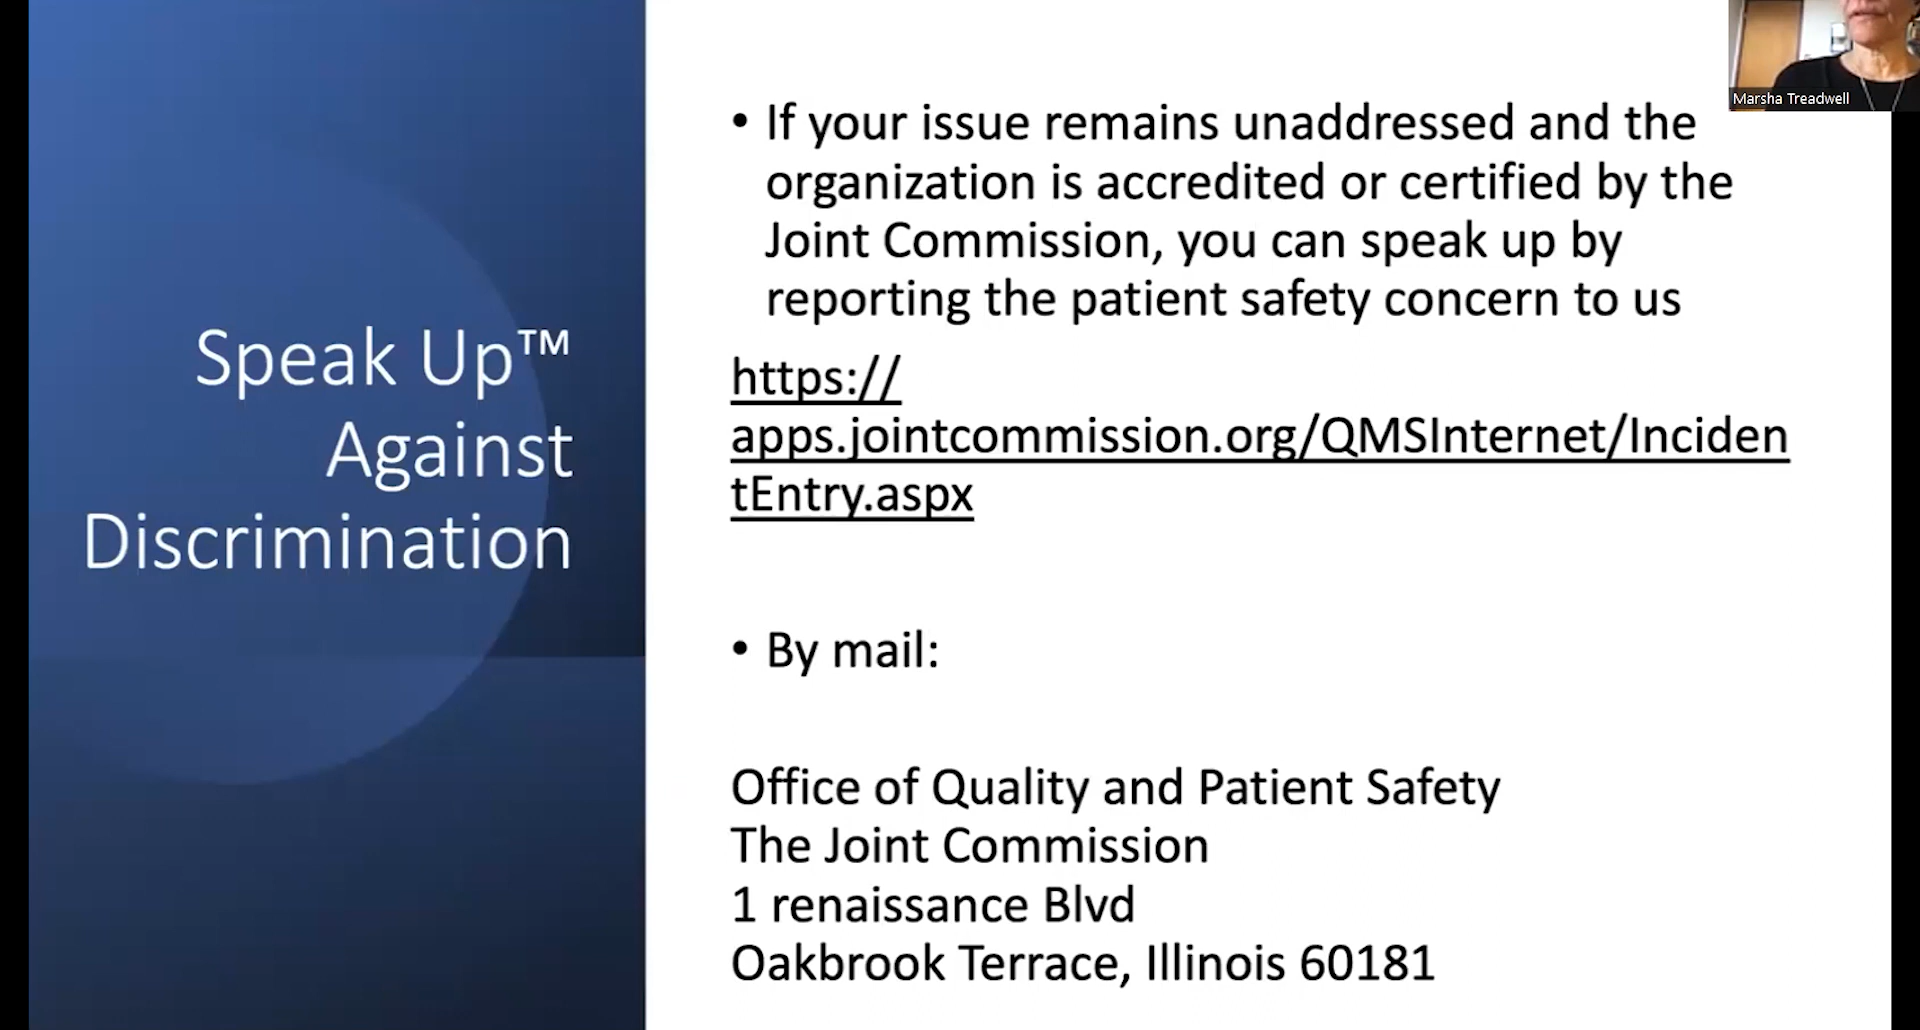 Speak Up™
Against
Discrimination
• If your issue remains unaddressed and the
organization is accredited or certified by the
Joint Commission, you can speak up by
reporting the patient safety concern to us
https://
apps.jointcommission.org/QMSInternet/Inciden
tEntry.aspx
• By mail:
Office of Quality and Patient Safety
The Joint Commission
1 renaissance Blvd
Oakbrook Terrace, Illinois 60181
Marsha Treadwell